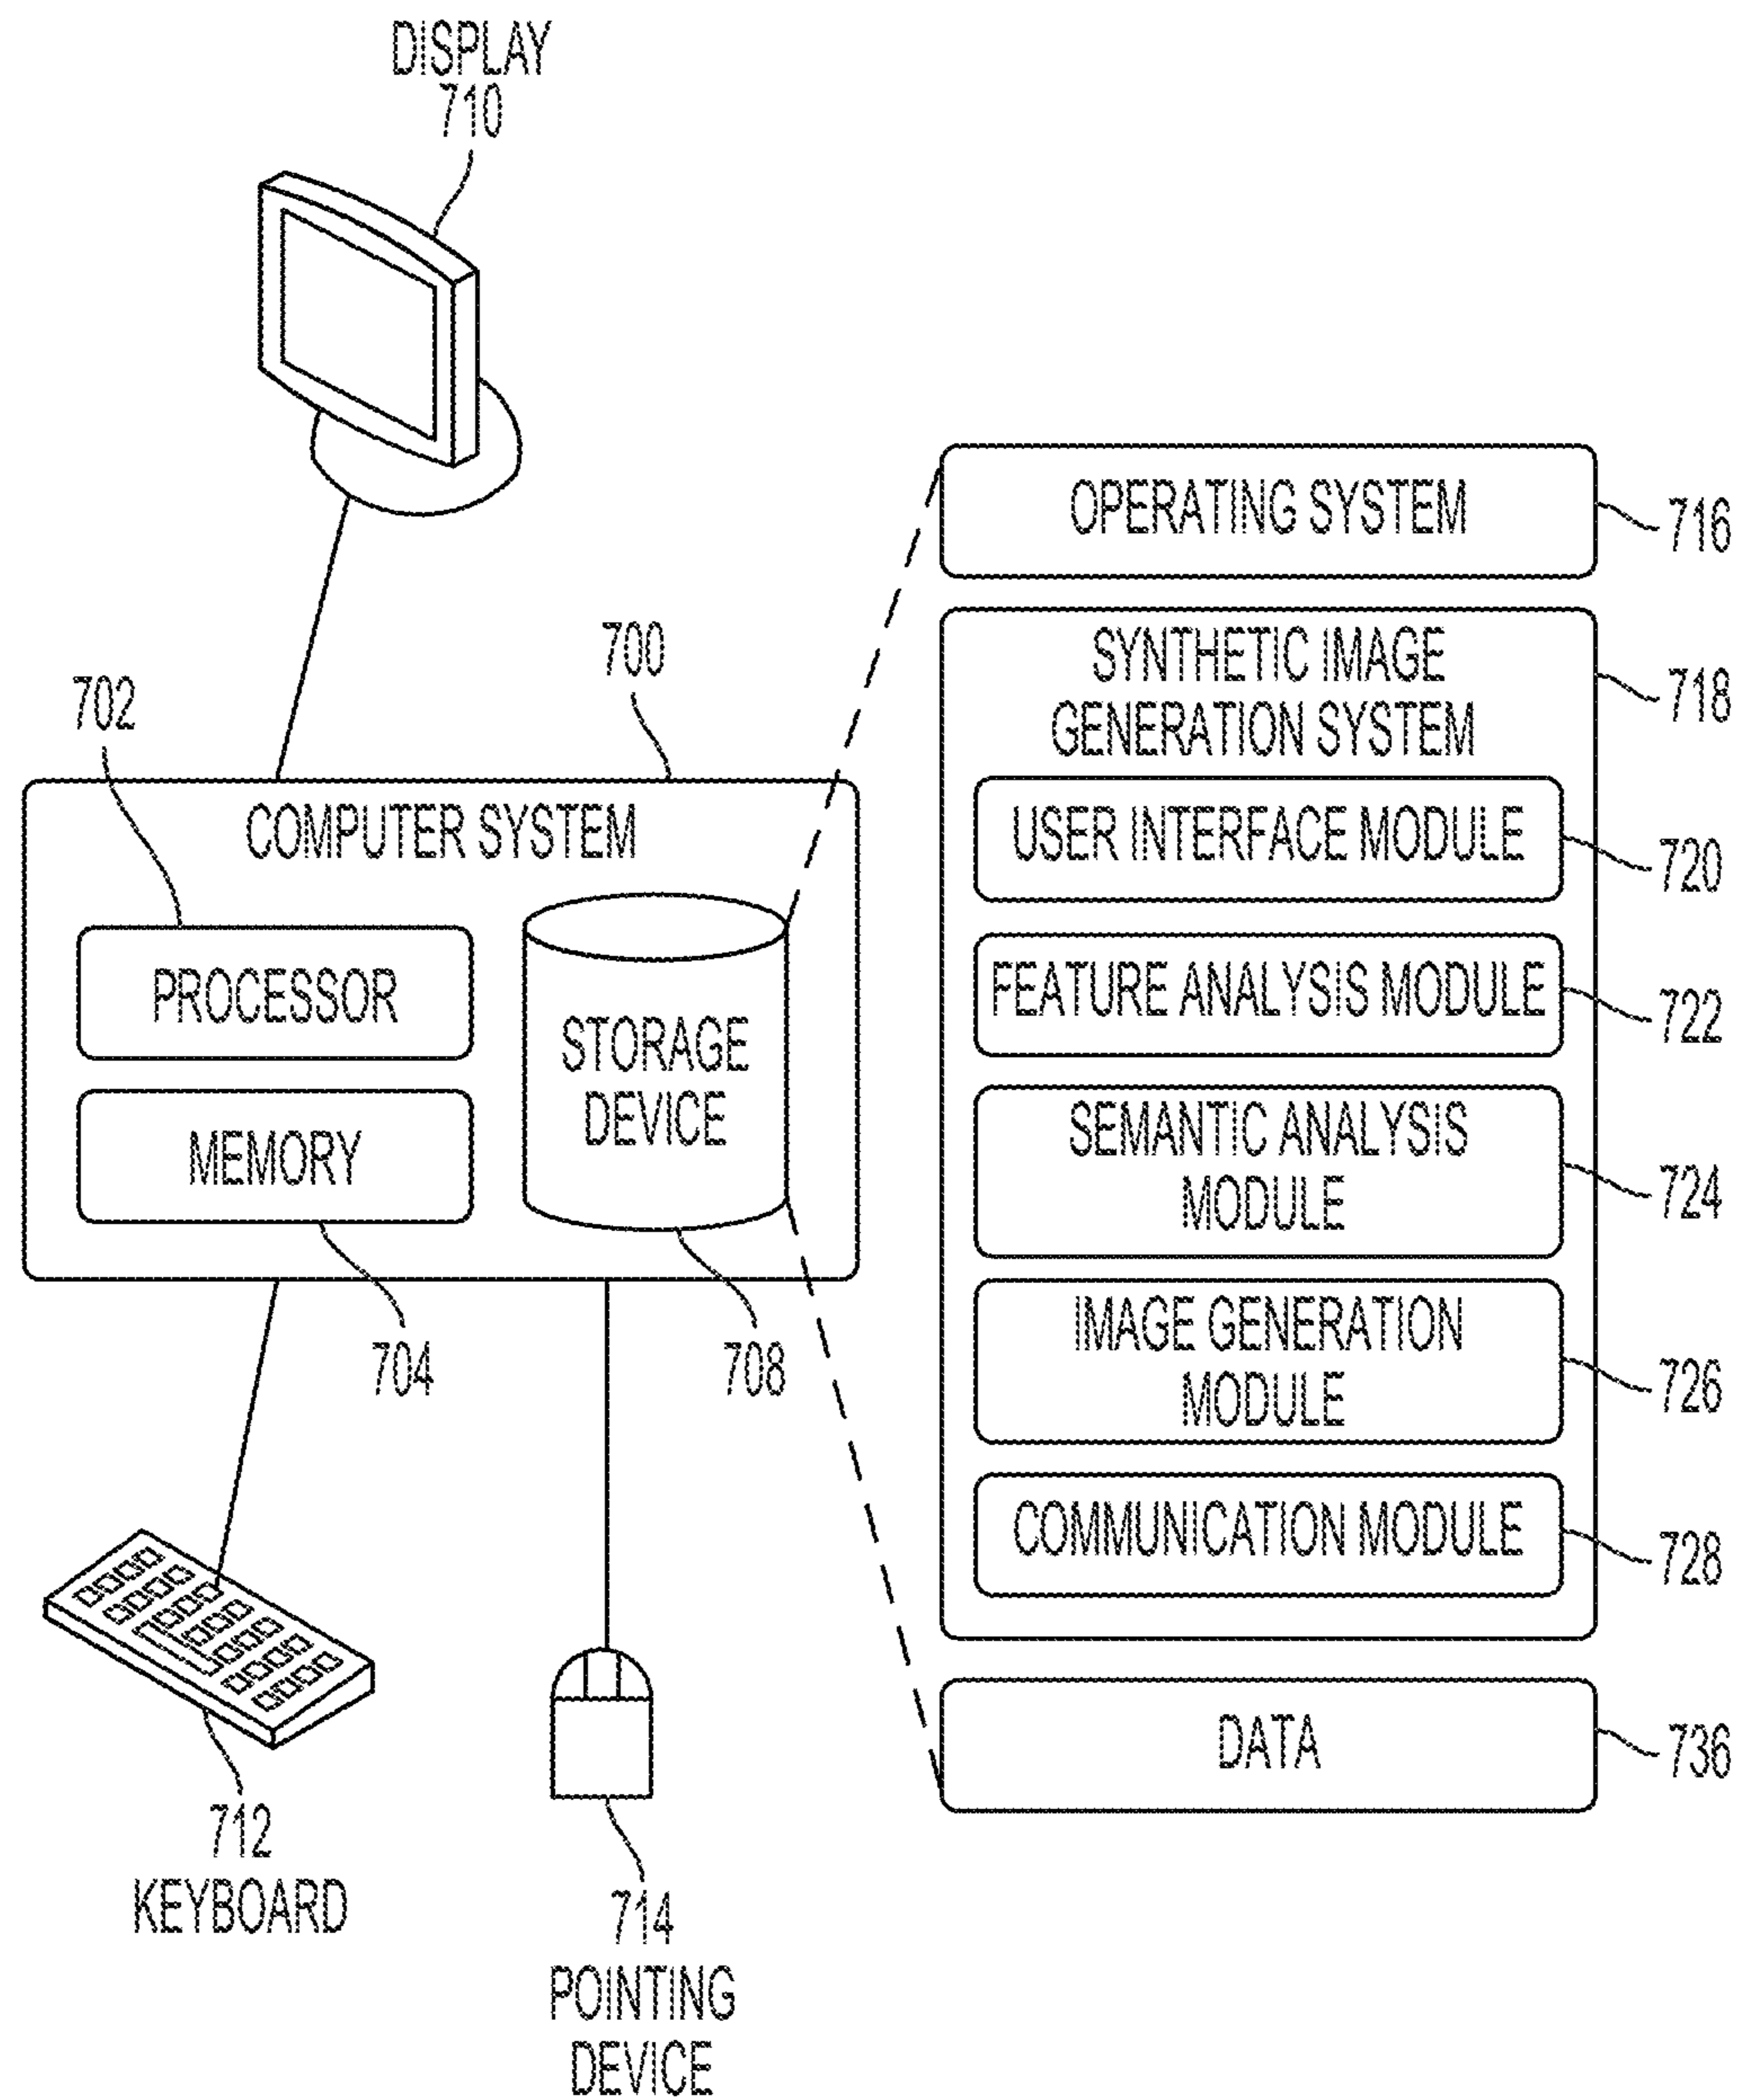 DISPLAY
710
700
702
COMPUTER SYSTEM
PROCESSOR
MEMORY
STORAGE
DEVICE
704
708
712
KEYBOARD
714
POINTING
DEVICE
OPERATING SYSTEM
716
SYNTHETIC IMAGE
GENERATION SYSTEM
718
USER INTERFACE MODULE
720
FEATURE ANALYSIS MODULE
722
SEMANTIC ANALYSIS
MODULE
724
IMAGE GENERATION
MODULE
726
COMMUNICATION MODULE
728
DATA
736